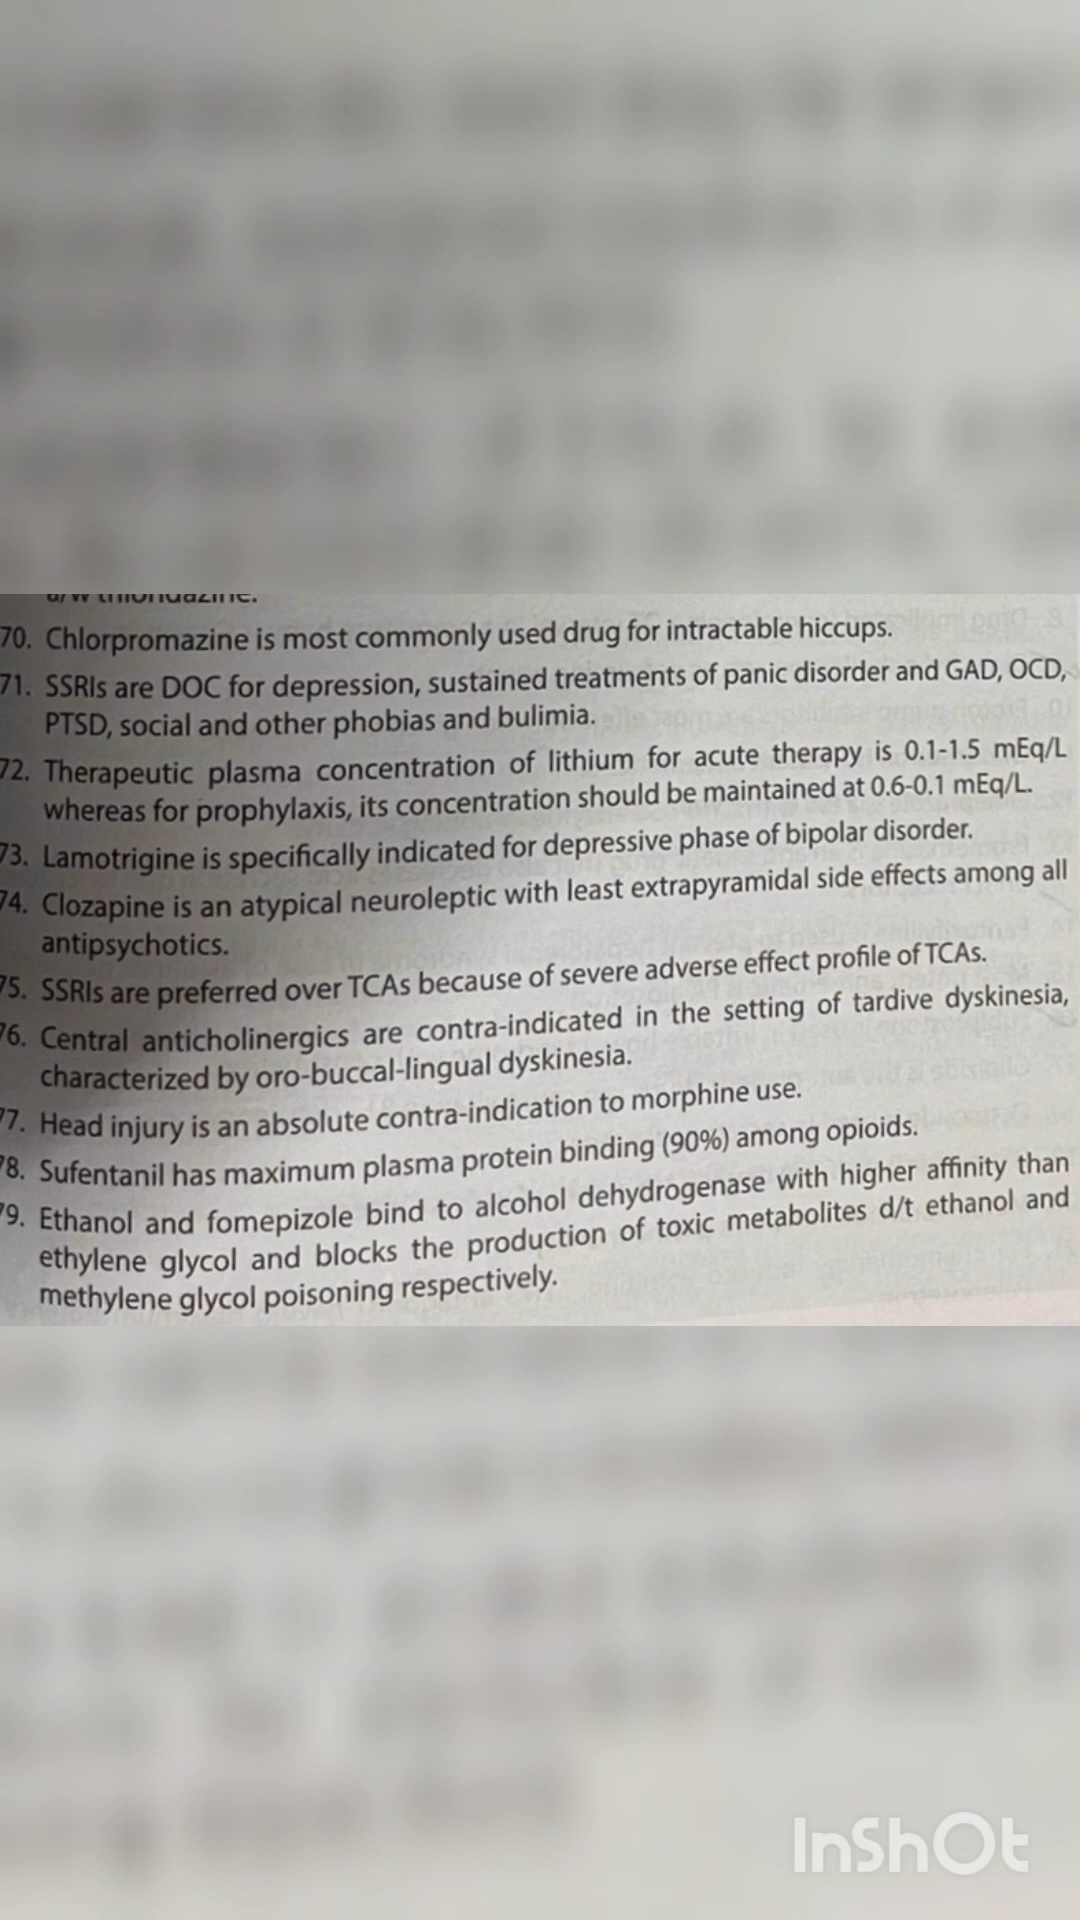 a/w thioridazine.
70. Chlorpromazine is most commonly used drug for intractable hiccups.
71. SSRIs are DOC for depression, sustained treatments of panic disorder and GAD, OCD,
PTSD, social and other phobias and bulimia.
72. Therapeutic plasma concentration of lithium for acute therapy is 0.1-1.5 mEq/L
whereas for prophylaxis, its concentration should be maintained at 0.6-0.1 mEq/L.
73. Lamotrigine is specifically indicated for depressive phase of bipolar disorder.
74. Clozapine is an atypical neuroleptic with least extrapyramidal side effects among all
antipsychotics.
75. SSRIs are preferred over TCAs because of severe adverse effect profile of TCAs.
76. Central anticholinergics are contra-indicated in the setting of tardive dyskinesia,
characterized by oro-buccal-lingual dyskinesia.
77. Head injury is an absolute contra-indication to morphine use.
78. Sufentanil has maximum plasma protein binding (90%) among opioids.
79. Ethanol and fomepizole bind to alcohol dehydrogenase with higher affinity than
ethylene glycol and blocks the production of toxic metabolites d/t ethanol and
methylene glycol poisoning respectively.
InShOt